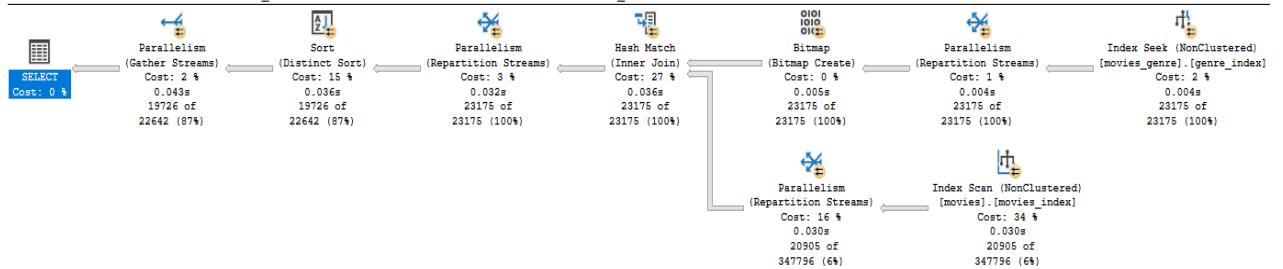 SELECT
Cost: 0 %
Parallelism
(Gather Streams)
Cost: 2 %
0.043s
19726 of
22642 (87%)
Sort
(Distinct Sort)
Cost: 15 %
0.036s
19726 of
22642 (87%)
Parallelism
(Repartition Streams)
Cost: 3 %
0.032s
23175 of
23175 (100%)
Hash Match
(Inner Join)
Cost: 27 %
0.036s
23175 of
23175 (100%)
Bitmap
(Bitmap Create)
Cost: 0 %
0.005s
23175 of
23175 (100%)
Parallelism
(Repartition Streams)
Cost: 1 %
0.004s
23175 of
23175 (100%)
Index Seek (NonClustered)
[movies_genre].[genre_index]
Cost: 2 %
0.004s
23175 of
23175 (100%)
Parallelism
(Repartition Streams)
Cost: 16 %
0.030s
20905 of
347796 (6%)
Index Scan (NonClustered)
[movies].[movies_index]
Cost: 34 %
0.030s
20905 of
347796 (6%)